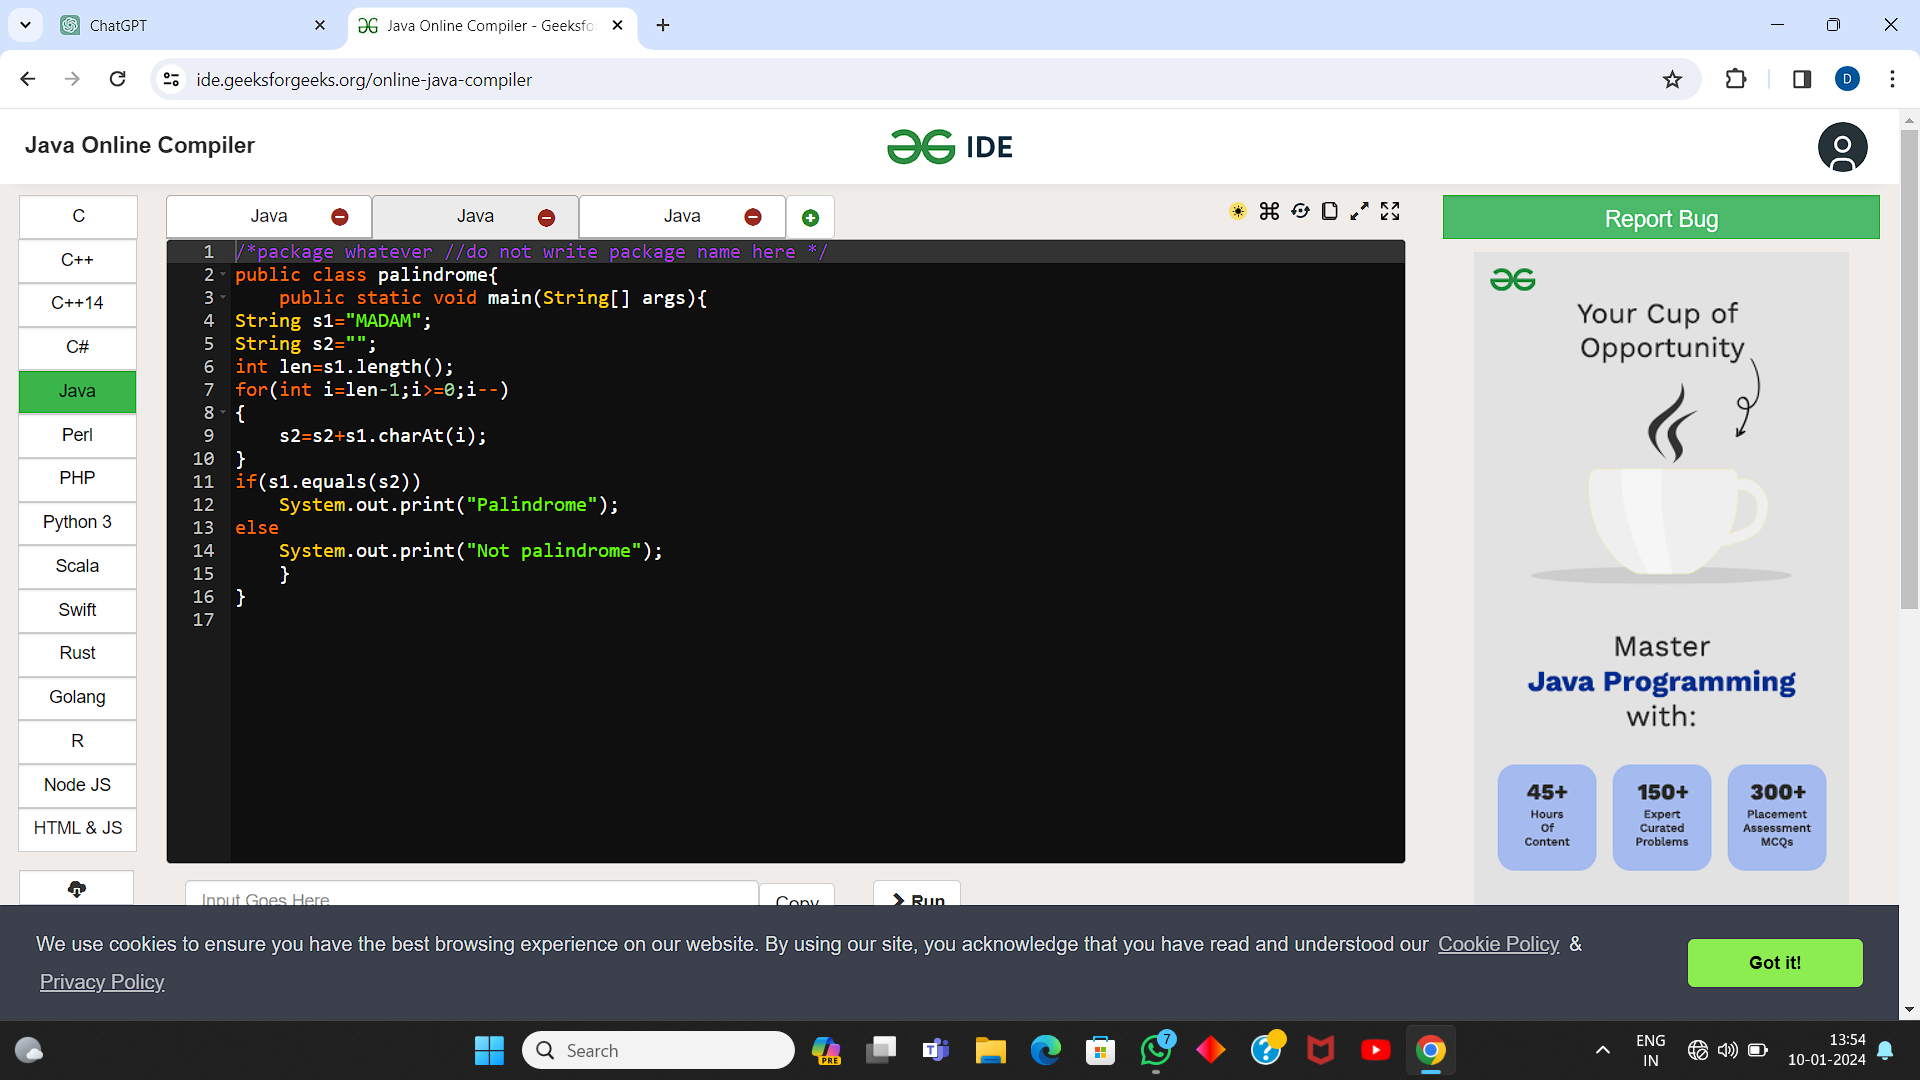 ChatGPT
Java Online Compiler - Geeksfo
ide.geeksforgeeks.org/online-java-compiler
D
Java Online Compiler
IDE
C
C++
C++14
C#
Java
Perl
PHP
Python 3
Scala
Swift
Rust
Golang
R
Node JS
HTML & JS
Java
Java
Java
1 /*package whatever //do not write package name here */
2 public class palindrome{
3     public static void main(String[] args){
4 String s1="MADAM";
5 String s2="";
6 int len=s1.length();
7 for(int i=len-1;i>=0;i--)
8 {
9     s2=s2+s1.charAt(i);
10 }
11 if(s1.equals(s2))
12     System.out.print("Palindrome");
13 else
14     System.out.print("Not palindrome");
15     }
16 }
17
Input Goes Here
Copy
Run
Report Bug
Your Cup of
Opportunity
Master
Java Programming
with:
45+
Hours
Of
Content
150+
Expert
Curated
Problems
300+
Placement
Assessment
MCQs
We use cookies to ensure you have the best browsing experience on our website. By using our site, you acknowledge that you have read and understood our Cookie Policy &
Privacy Policy
Got it!
Search
PRE
7
ENG
IN
13:54
10-01-2024